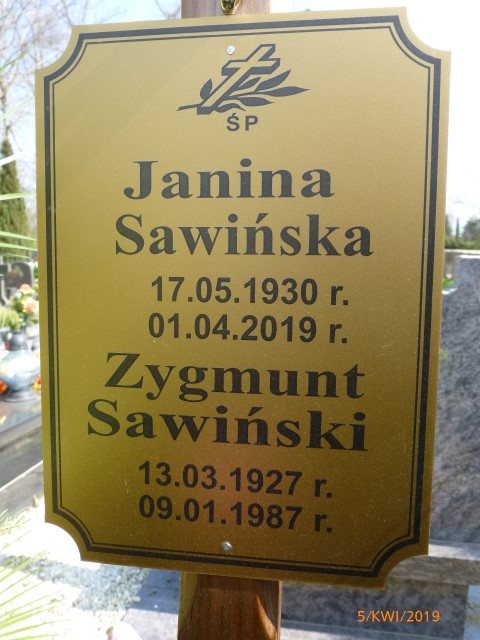 ŚP
Janina
Sawińska
17.05.1930 r.
01.04.2019 r.
Zygmunt
Sawiński
13.03.1927 r.
09.01.1987 r.
5/KWI/2019